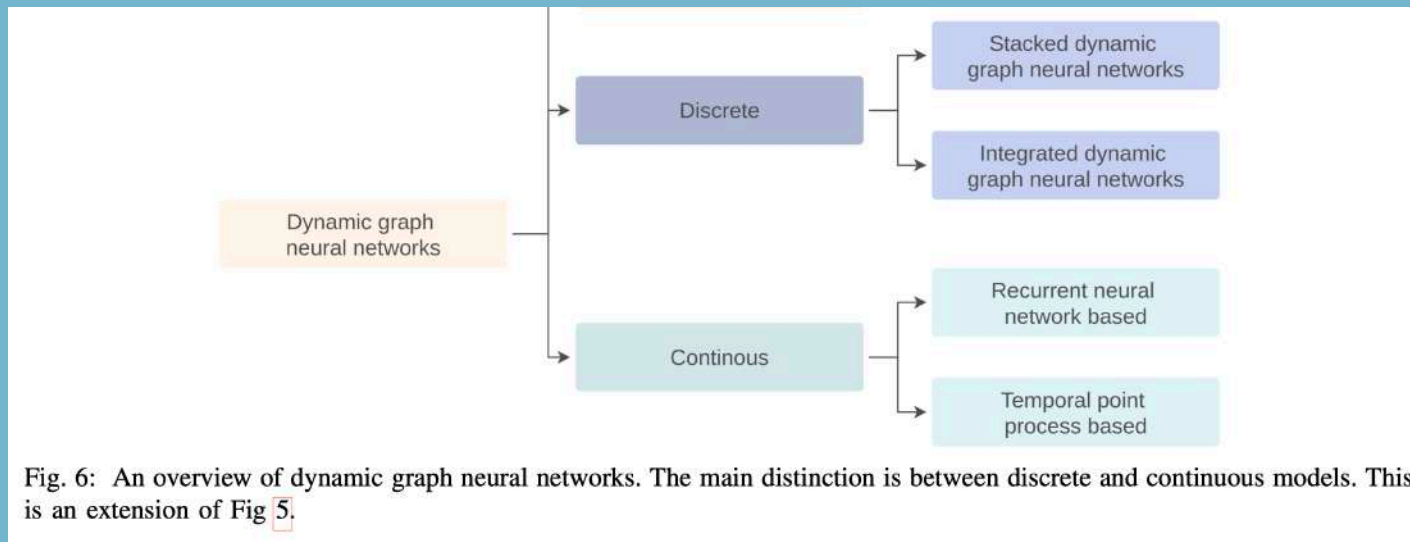 Stacked dynamic
graph neural networks
Discrete
Integrated dynamic
graph neural networks
Dynamic graph
neural networks
Recurrent neural
network based
Continous
Temporal point
process based
Fig. 6: An overview of dynamic graph neural networks. The main distinction is between discrete and continuous models. This
is an extension of Fig 5.